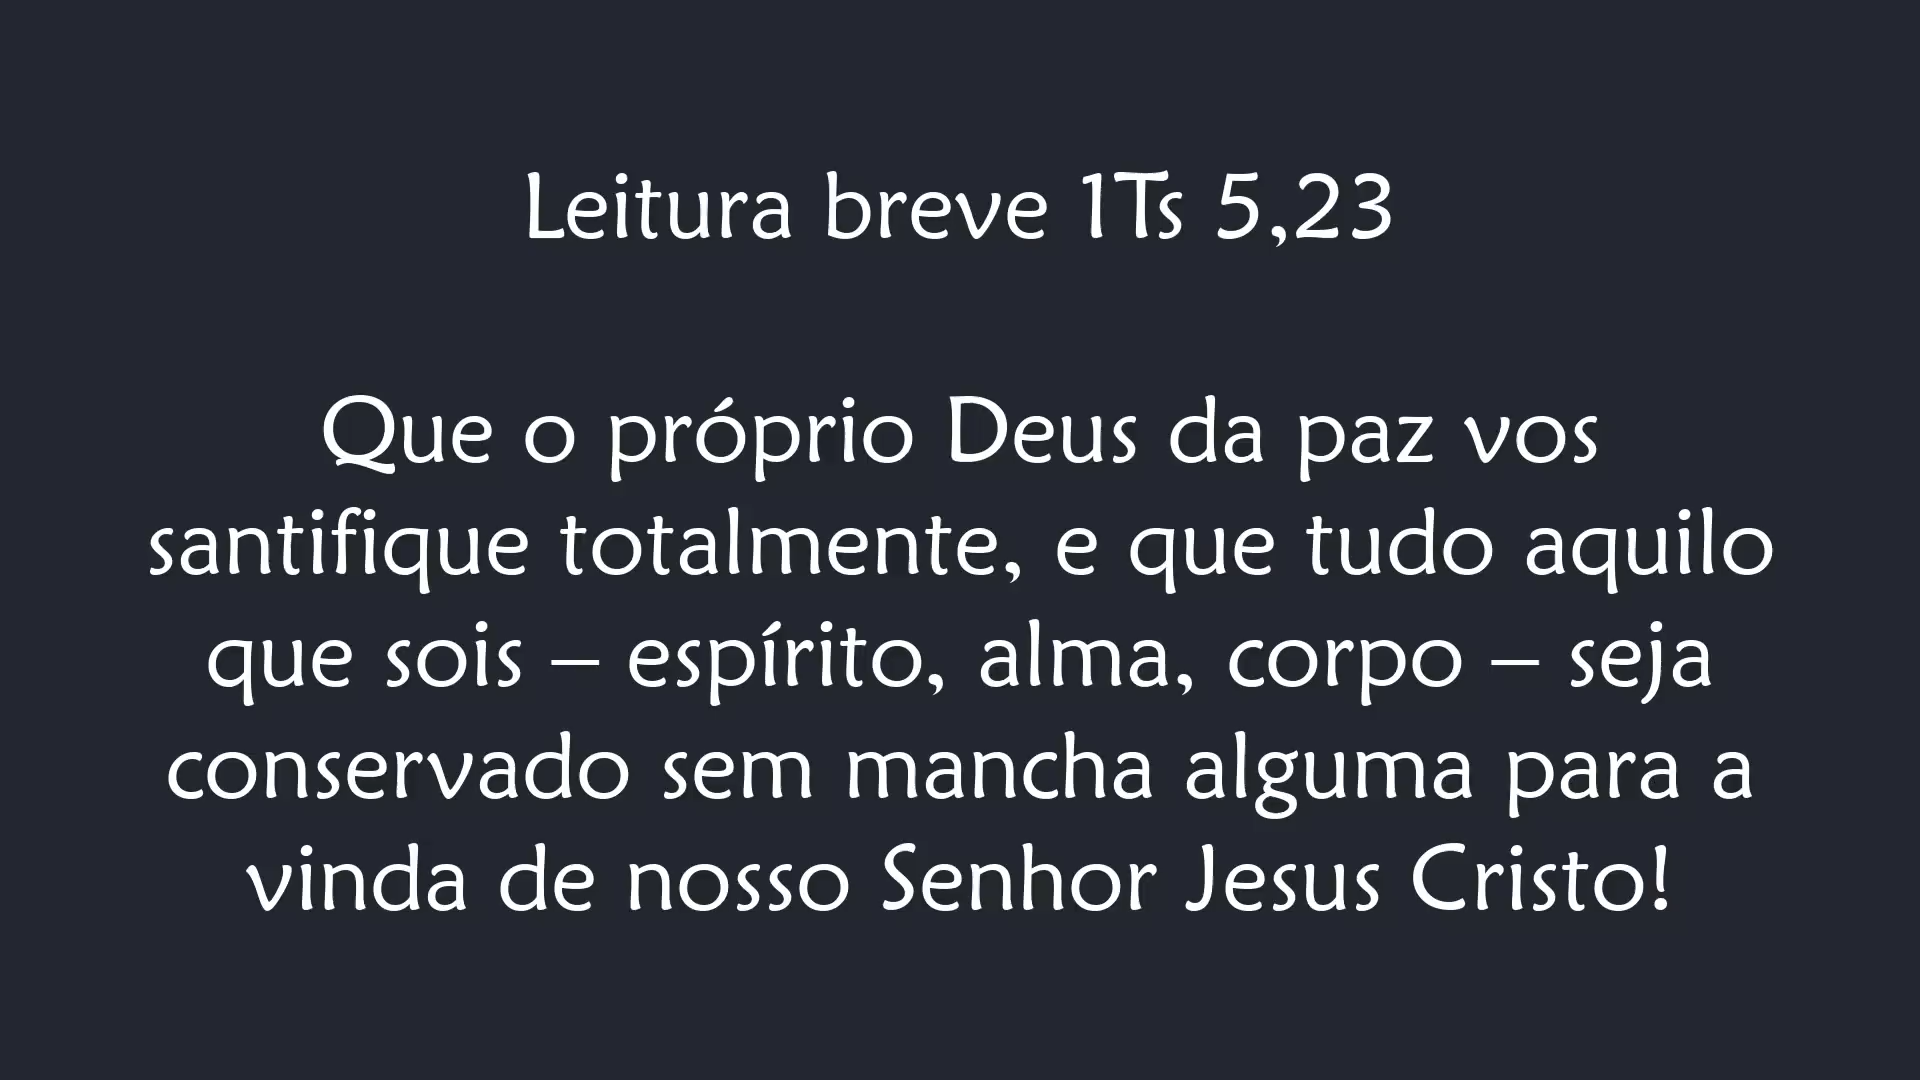 Leitura breve 1Ts 5,23
Que o próprio Deus da paz vos
santifique totalmente, e que tudo aquilo
que sois – espírito, alma, corpo – seja
conservado sem mancha alguma para a
vinda de nosso Senhor Jesus Cristo!